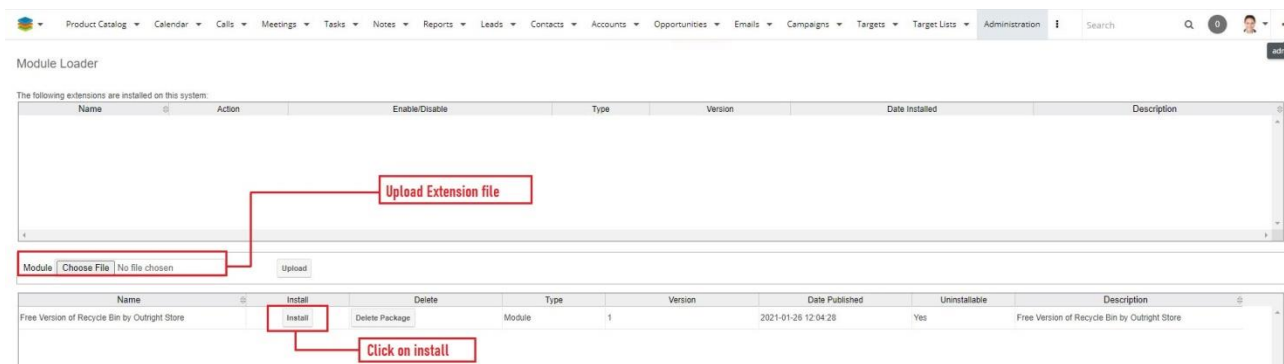 Product Catalog Calendar Calls Meetings Tasks Notes Reports Leads Contacts Accounts Opportunities Emails Campaigns Targets Target Lists Administration Search 0
Module Loader
The following extensions are installed on this system:
Name Action Enable/Disable Type Version Date Installed Description
Upload Extension file
Module Choose File No file chosen Upload
Name Install Delete Type Version Date Published Uninstallable Description
Free Version of Recycle Bin by Outright Store Install Delete Package Module 1 2021-01-26 12:04:28 Yes Free Version of Recycle Bin by Outright Store
Click on install